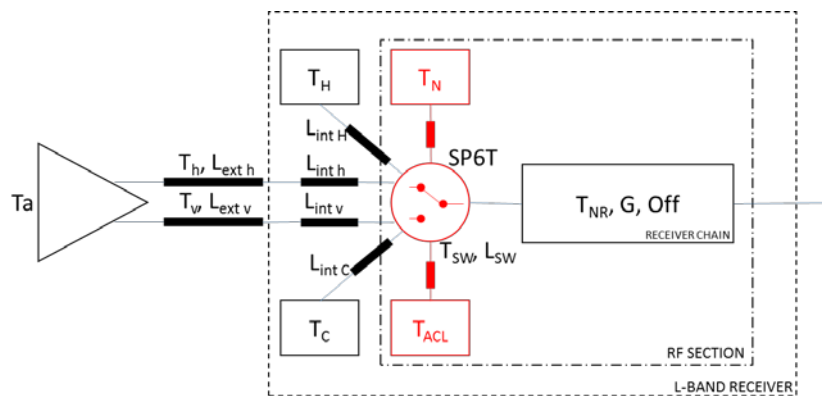 T_H
T_N
L_int H
SP6T
T_h, L_ext h
L_int h
Ta
T_NR, G, Off
T_v, L_ext v
L_int v
RECEIVER CHAIN
T_SW, L_SW
L_int C
T_C
T_ACL
RF SECTION
L-BAND RECEIVER